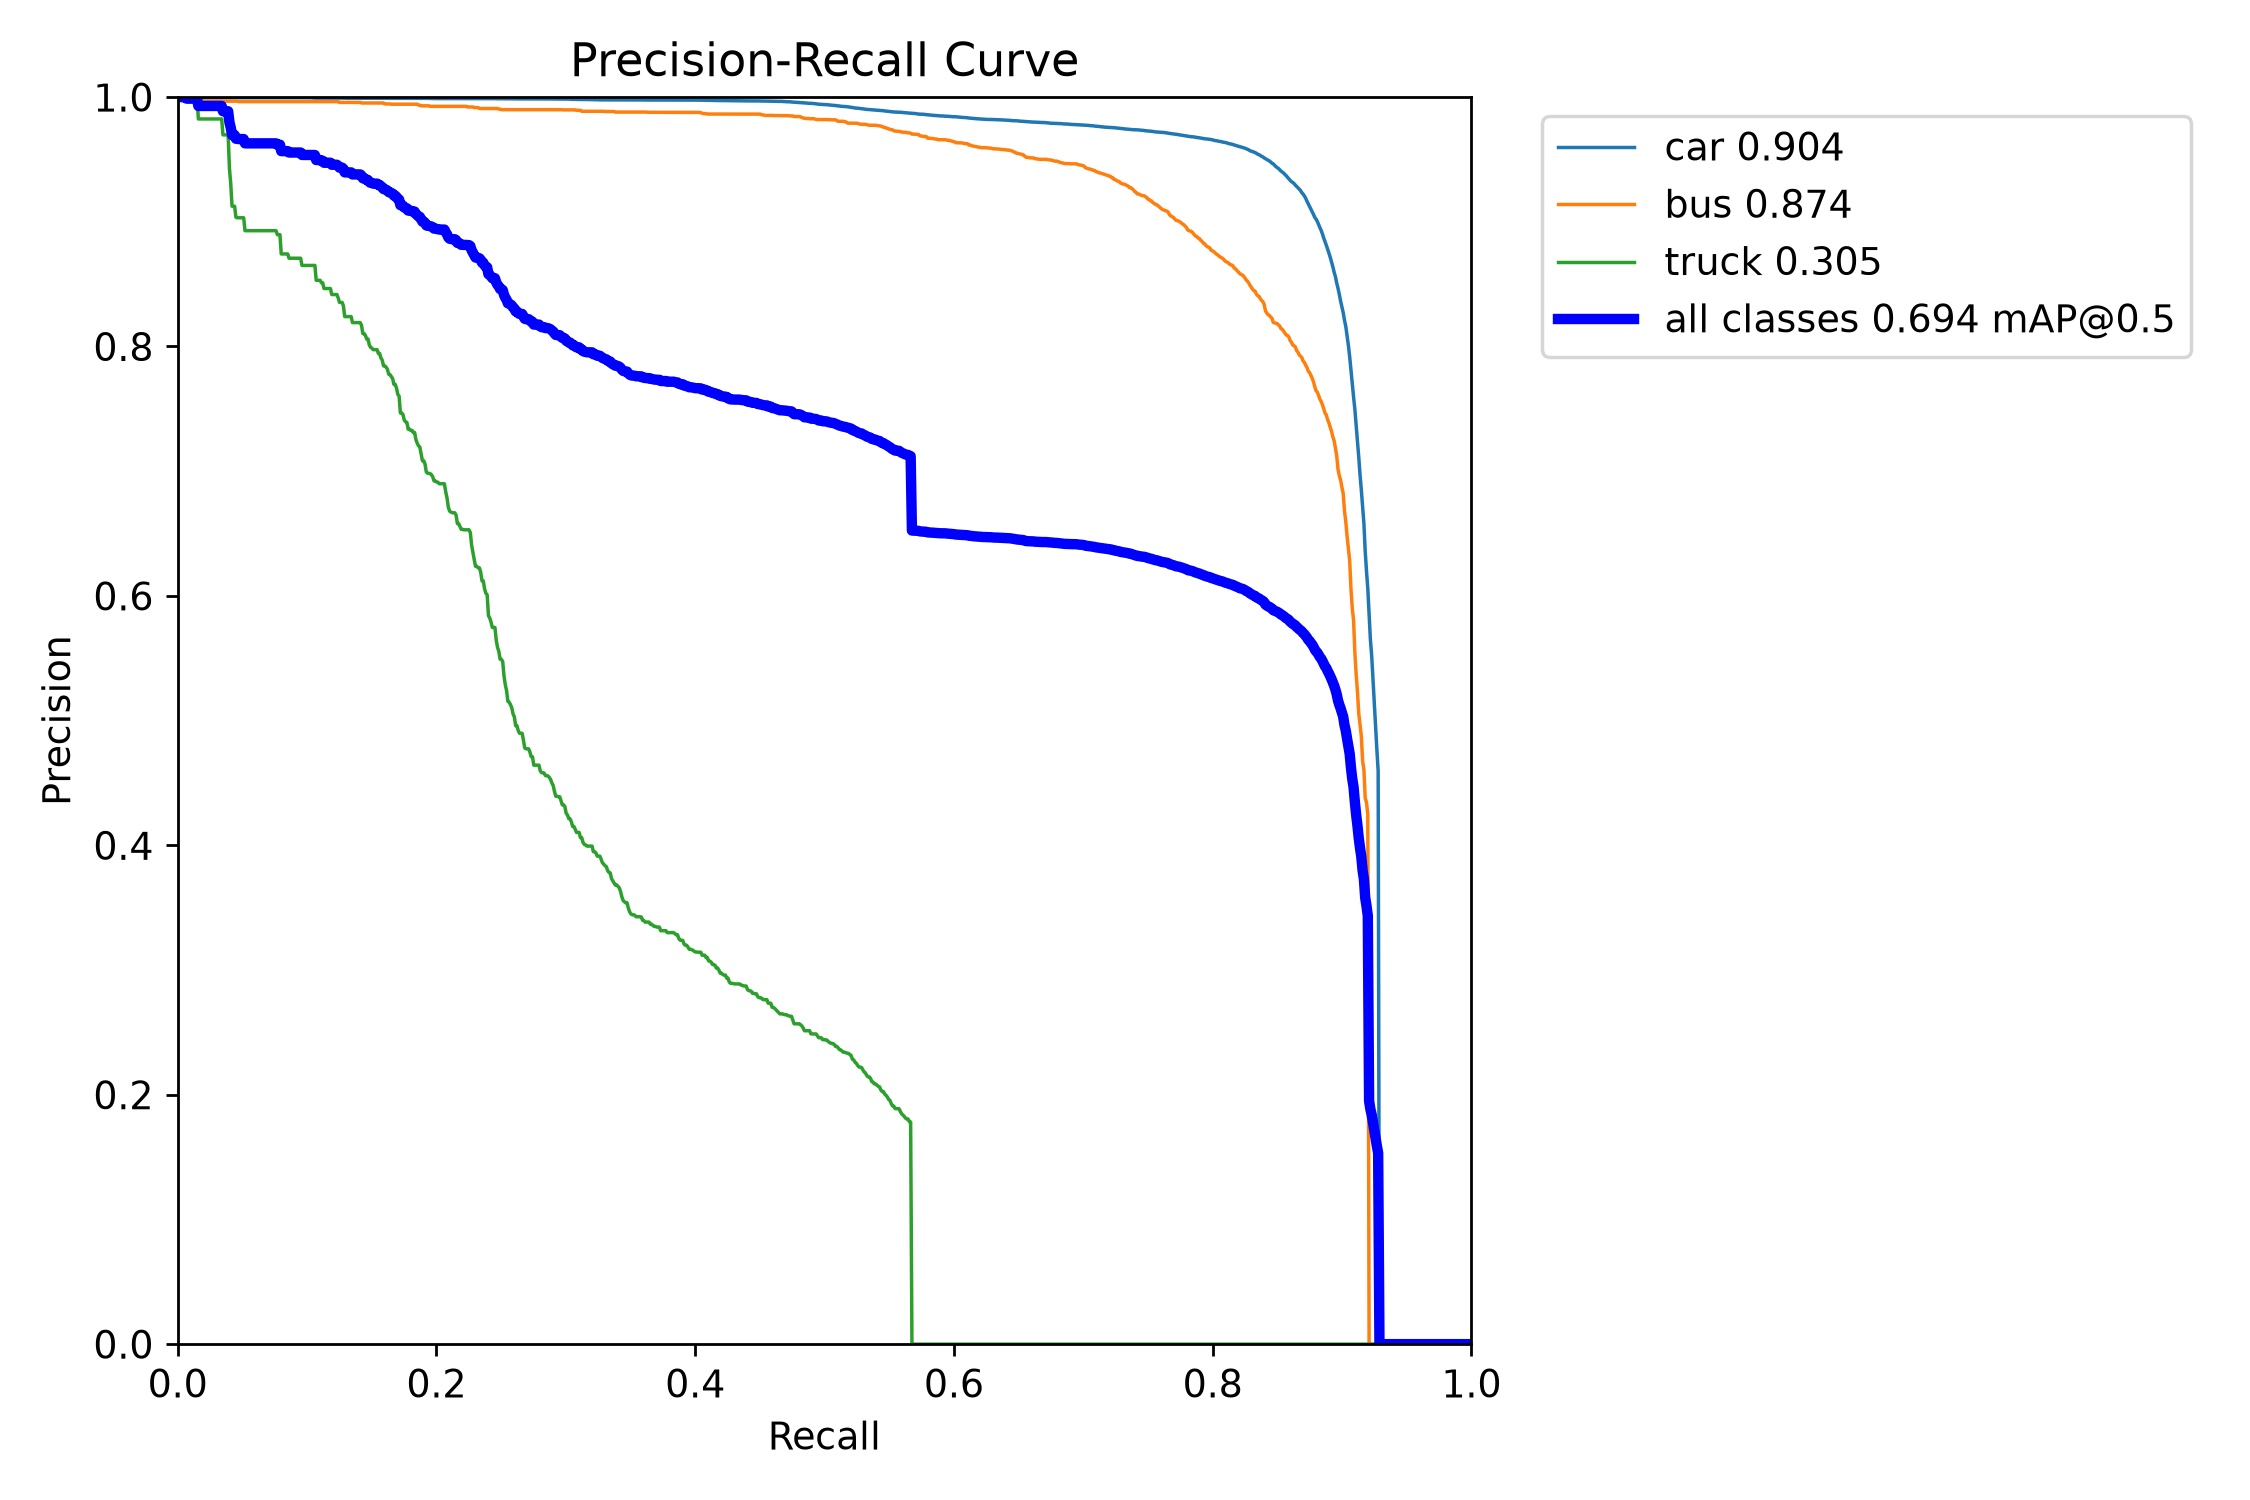 Precision-Recall Curve
1.0
0.8
0.6
0.4
0.2
0.0
Precision
0.0 0.2 0.4 0.6 0.8 1.0
Recall
car 0.904
bus 0.874
truck 0.305
all classes 0.694 mAP@0.5